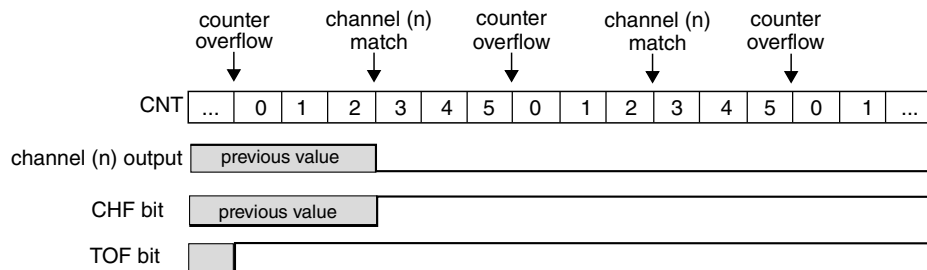 counter overflow
channel (n) match
counter overflow
channel (n) match
counter overflow
CNT ... 0 1 2 3 4 5 0 1 2 3 4 5 0 1 ...
channel (n) output previous value
CHF bit previous value
TOF bit